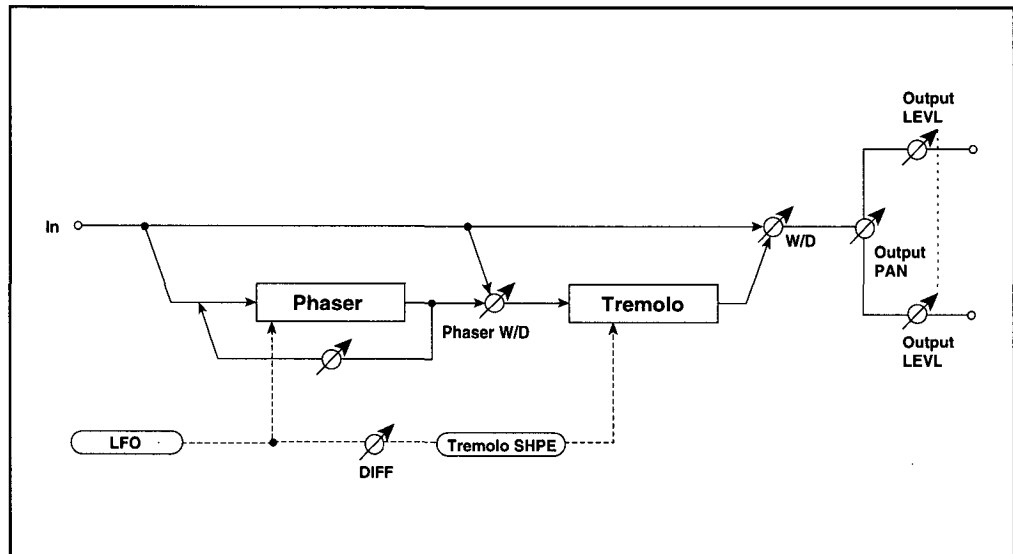 Output
LEVL
In
W/D
Output
PAN
Phaser
Tremolo
Phaser W/D
Output
LEVL
LFO
Tremolo SHPE
DIFF